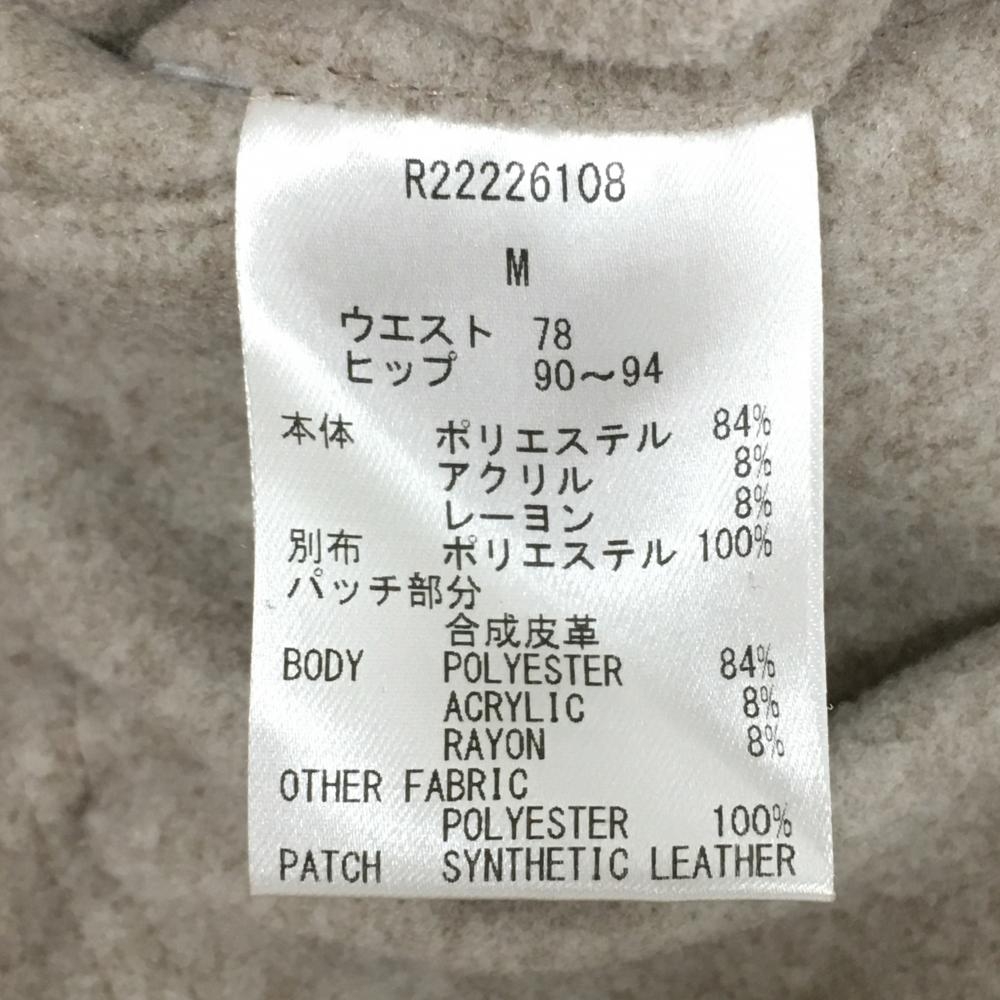 R22226108
M
ウエスト 78
ヒップ 90〜94
本体 ポリエステル 84%
アクリル 8%
レーヨン 8%
別布 ポリエステル 100%
パッチ部分
合成皮革
BODY POLYESTER 84%
ACRYLIC 8%
RAYON 8%
OTHER FABRIC
POLYESTER 100%
PATCH SYNTHETIC LEATHER